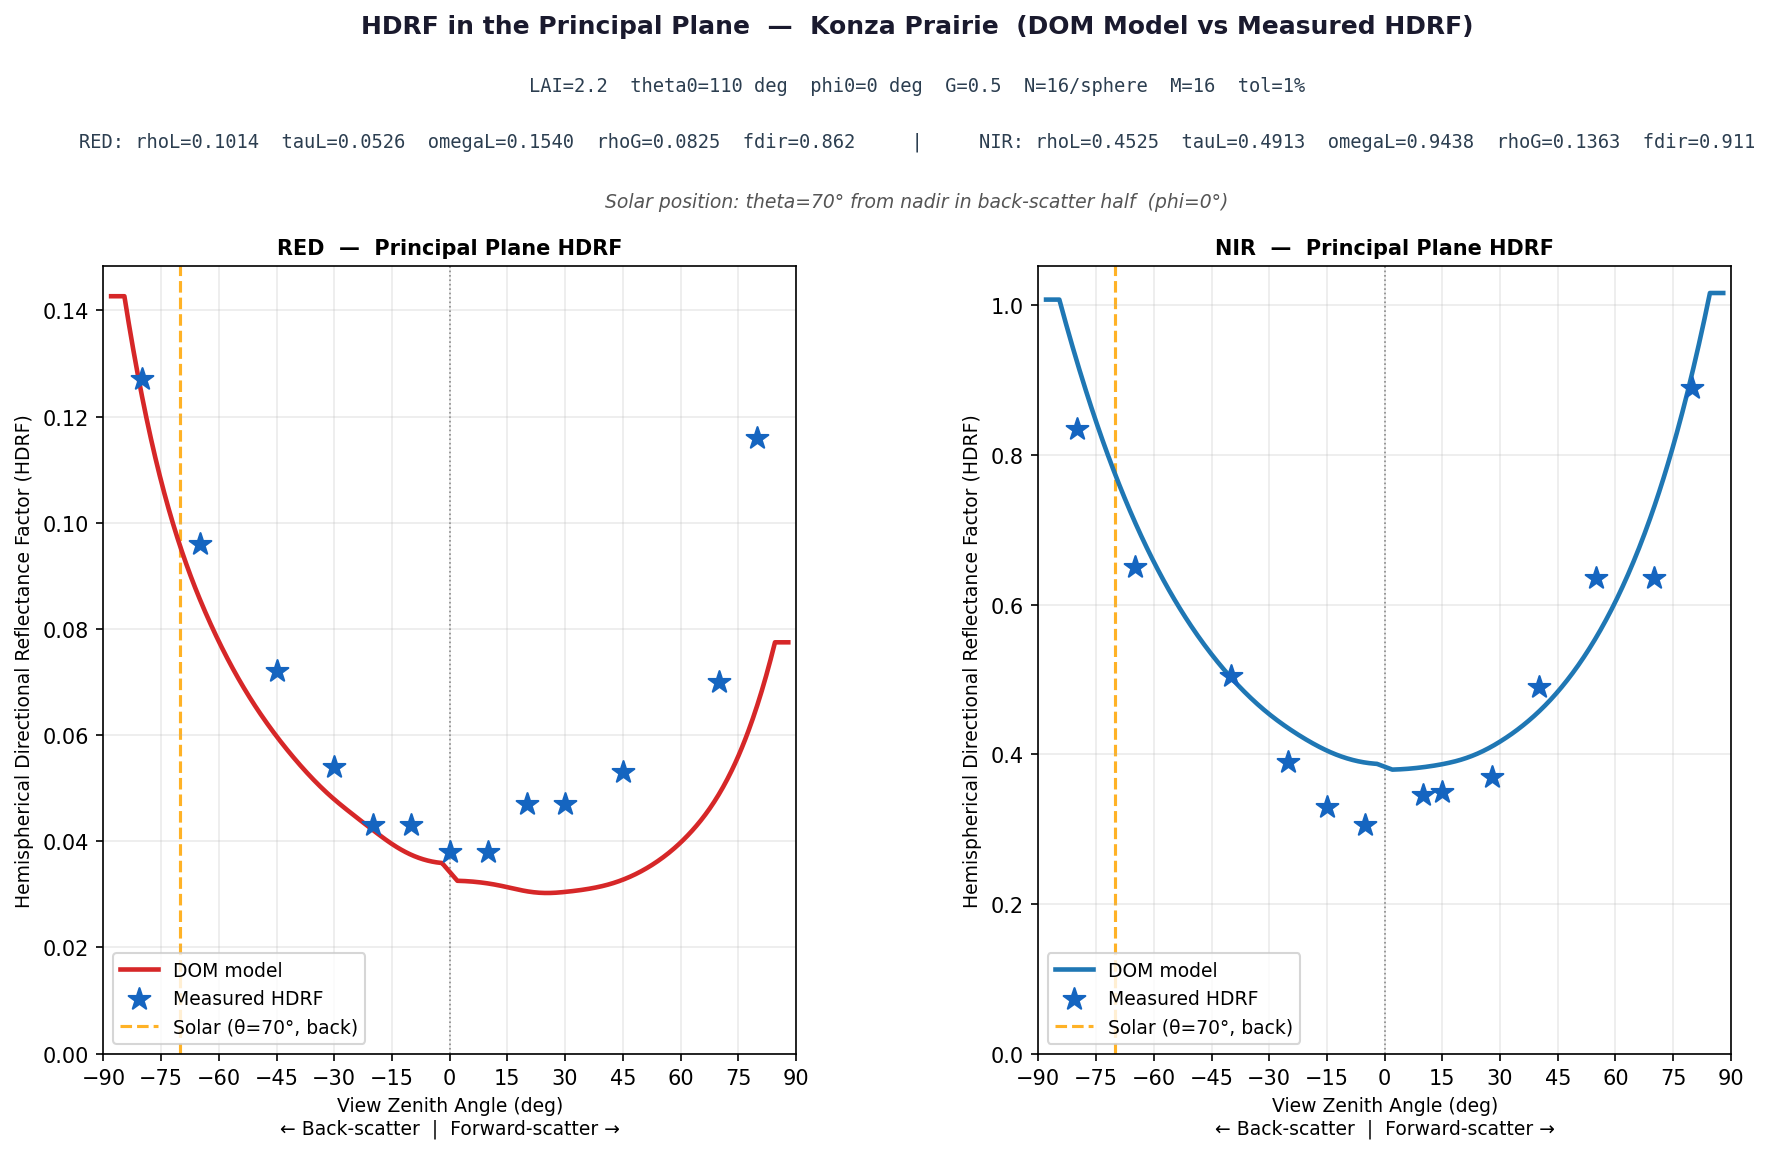 HDRF in the Principal Plane — Konza Prairie (DOM Model vs Measured HDRF)
LAI=2.2 theta0=110 deg phi0=0 deg G=0.5 N=16/sphere M=16 tol=1%
RED: rhoL=0.1014 tauL=0.0526 omegaL=0.1540 rhoG=0.0825 fdir=0.862 | NIR: rhoL=0.4525 tauL=0.4913 omegaL=0.9438 rhoG=0.1363 fdir=0.911
Solar position: theta=70° from nadir in back-scatter half (phi=0°)
RED — Principal Plane HDRF
Hemispherical Directional Reflectance Factor (HDRF)
0.14
0.12
0.10
0.08
0.06
0.04
0.02
0.00
DOM model
Measured HDRF
Solar (θ=70°, back)
−90 −75 −60 −45 −30 −15 0 15 30 45 60 75 90
View Zenith Angle (deg)
← Back-scatter | Forward-scatter →
NIR — Principal Plane HDRF
Hemispherical Directional Reflectance Factor (HDRF)
1.0
0.8
0.6
0.4
0.2
0.0
DOM model
Measured HDRF
Solar (θ=70°, back)
−90 −75 −60 −45 −30 −15 0 15 30 45 60 75 90
View Zenith Angle (deg)
← Back-scatter | Forward-scatter →